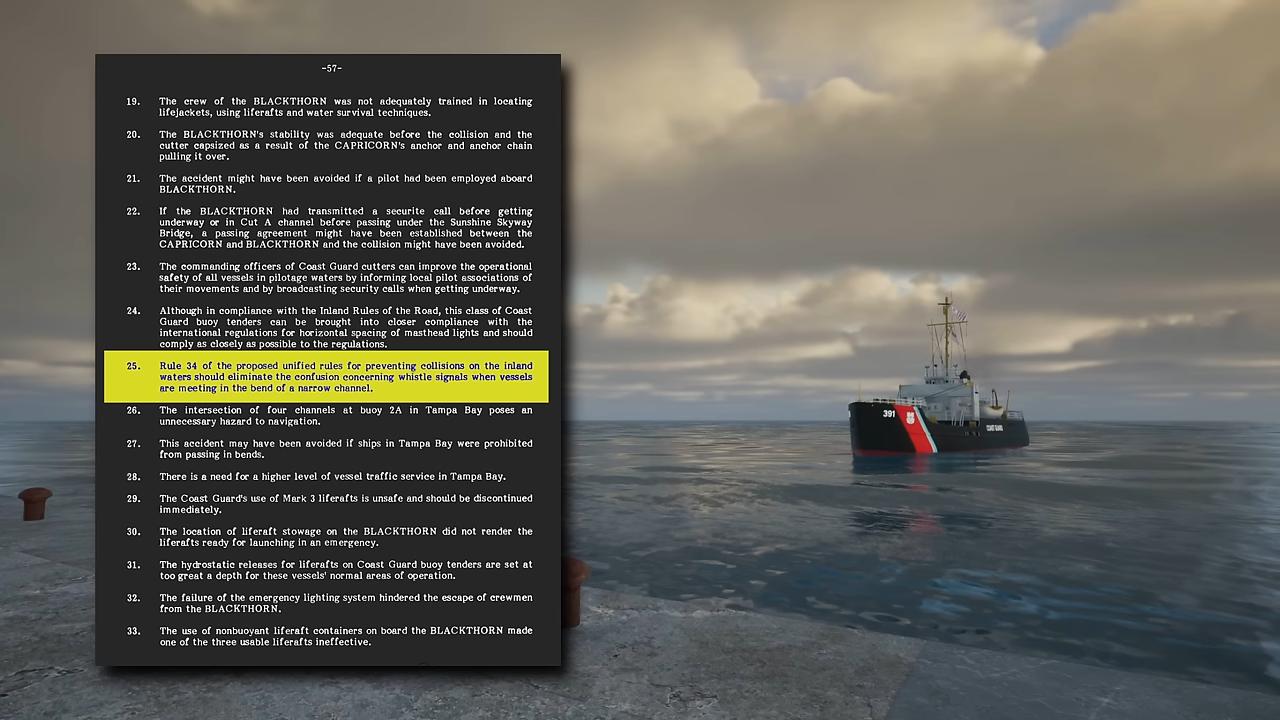 -57-
19. The crew of the BLACKTHORN was not adequately trained in locating
lifejackets, using liferafts and water survival techniques.
20. The BLACKTHORN's stability was adequate before the collision and the
cutter capsized as a result of the CAPRICORN's anchor and anchor chain
pulling it over.
21. The accident might have been avoided if a pilot had been employed aboard
BLACKTHORN.
22. If the BLACKTHORN had transmitted a securite call before getting
underway or in Cut A channel before passing under the Sunshine Skyway
Bridge, a passing agreement might have been established between the
CAPRICORN and BLACKTHORN and the collision might have been avoided.
23. The commanding officers of Coast Guard cutters can improve the operational
safety of all vessels in pilotage waters by informing local pilot associations of
their movements and by broadcasting security calls when getting underway.
24. Although in compliance with the Inland Rules of the Road, this class of Coast
Guard buoy tenders can be brought into closer compliance with the
international regulations for horizontal spacing of masthead lights and should
comply as closely as possible to the regulations.
25. Rule 34 of the proposed unified rules for preventing collisions on the inland
waters should eliminate the confusion concerning whistle signals when vessels
are meeting in the bend of a narrow channel.
26. The intersection of four channels at buoy 2A in Tampa Bay poses an
unnecessary hazard to navigation.
27. This accident may have been avoided if ships in Tampa Bay were prohibited
from passing in bends.
28. There is a need for a higher level of vessel traffic service in Tampa Bay.
29. The Coast Guard's use of Mark 3 liferafts is unsafe and should be discontinued
immediately.
30. The location of liferaft stowage on the BLACKTHORN did not render the
liferafts ready for launching in an emergency.
31. The hydrostatic releases for liferafts on Coast Guard buoy tenders are set at
too great a depth for these vessels' normal areas of operation.
32. The failure of the emergency lighting system hindered the escape of crewmen
from the BLACKTHORN.
33. The use of nonbuoyant liferaft containers on board the BLACKTHORN made
one of the three usable liferafts ineffective.
391
COAST GUARD